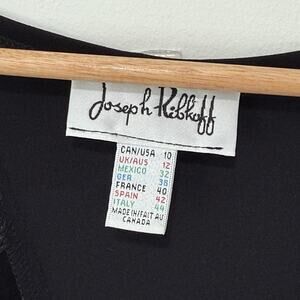 Joseph Ribkoff
CAN/USA 10
UK/AUS 12
MEXICO 32
GER 38
FRANCE 40
SPAIN 42
ITALY 44
MADE IN/FAIT AU
CANADA